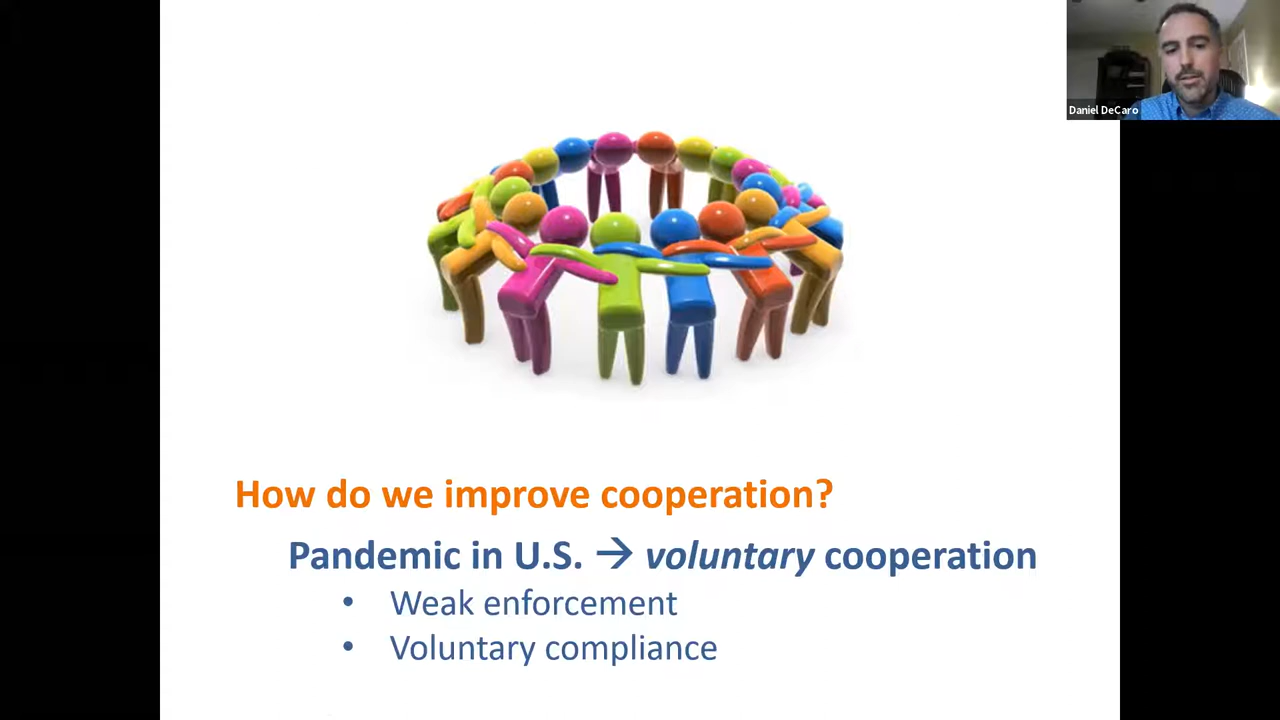 Daniel DeCaro
How do we improve cooperation?
Pandemic in U.S. → voluntary cooperation
• Weak enforcement
• Voluntary compliance